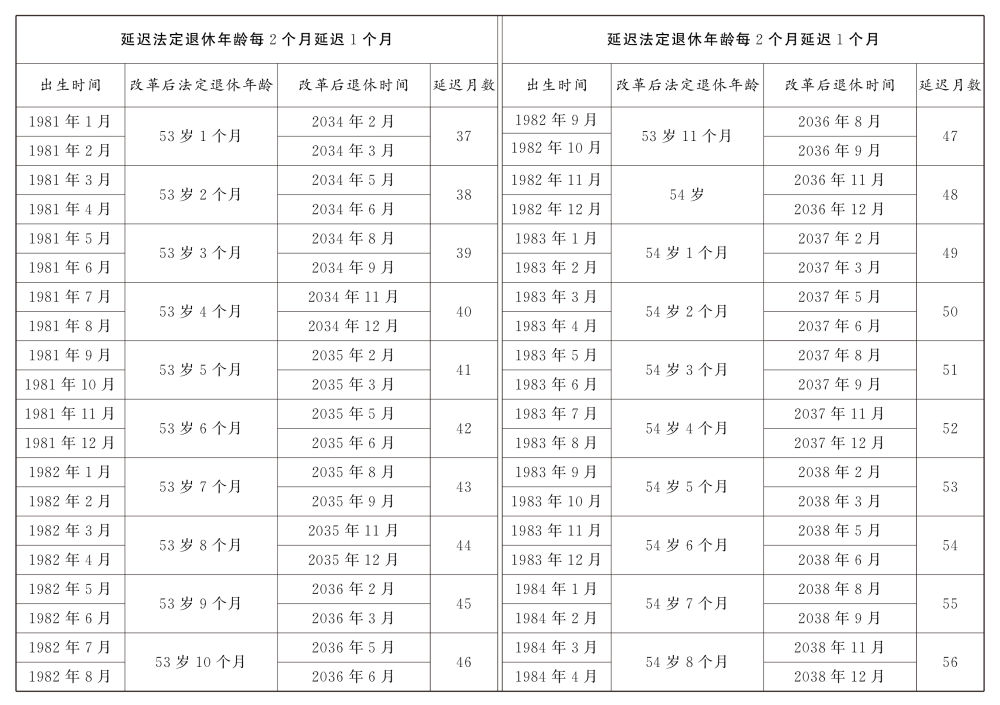 延迟法定退休年龄每2个月延迟1个月
出生时间 改革后法定退休年龄 改革后退休时间 延迟月数
1981年1月 53岁1个月 2034年2月 37
1981年2月 2034年3月
1981年3月 53岁2个月 2034年5月 38
1981年4月 2034年6月
1981年5月 53岁3个月 2034年8月 39
1981年6月 2034年9月
1981年7月 53岁4个月 2034年11月 40
1981年8月 2034年12月
1981年9月 53岁5个月 2035年2月 41
1981年10月 2035年3月
1981年11月 53岁6个月 2035年5月 42
1981年12月 2035年6月
1982年1月 53岁7个月 2035年8月 43
1982年2月 2035年9月
1982年3月 53岁8个月 2035年11月 44
1982年4月 2035年12月
1982年5月 53岁9个月 2036年2月 45
1982年6月 2036年3月
1982年7月 53岁10个月 2036年5月 46
1982年8月 2036年6月
延迟法定退休年龄每2个月延迟1个月
出生时间 改革后法定退休年龄 改革后退休时间 延迟月数
1982年9月 53岁11个月 2036年8月 47
1982年10月 2036年9月
1982年11月 54岁 2036年11月 48
1982年12月 2036年12月
1983年1月 54岁1个月 2037年2月 49
1983年2月 2037年3月
1983年3月 54岁2个月 2037年5月 50
1983年4月 2037年6月
1983年5月 54岁3个月 2037年8月 51
1983年6月 2037年9月
1983年7月 54岁4个月 2037年11月 52
1983年8月 2037年12月
1983年9月 54岁5个月 2038年2月 53
1983年10月 2038年3月
1983年11月 54岁6个月 2038年5月 54
1983年12月 2038年6月
1984年1月 54岁7个月 2038年8月 55
1984年2月 2038年9月
1984年3月 54岁8个月 2038年11月 56
1984年4月 2038年12月